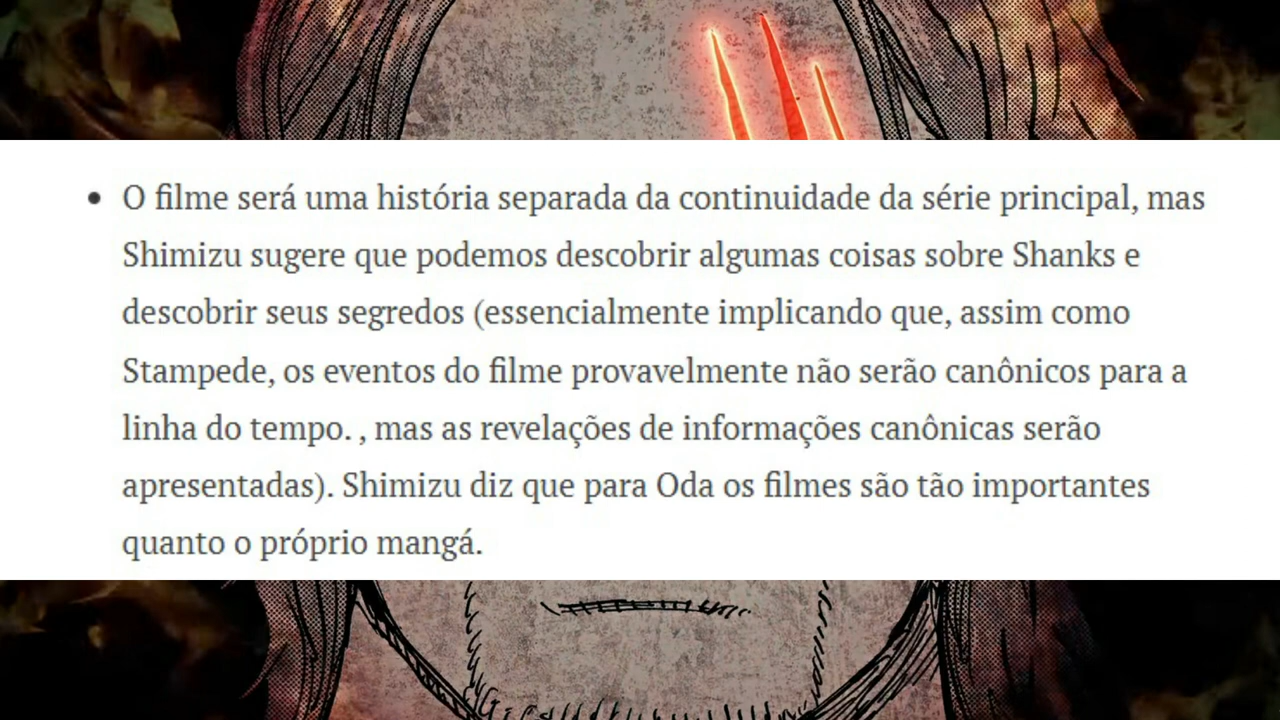 • O filme será uma história separada da continuidade da série principal, mas
Shimizu sugere que podemos descobrir algumas coisas sobre Shanks e
descobrir seus segredos (essencialmente implicando que, assim como
Stampede, os eventos do filme provavelmente não serão canônicos para a
linha do tempo. , mas as revelações de informações canônicas serão
apresentadas). Shimizu diz que para Oda os filmes são tão importantes
quanto o próprio mangá.